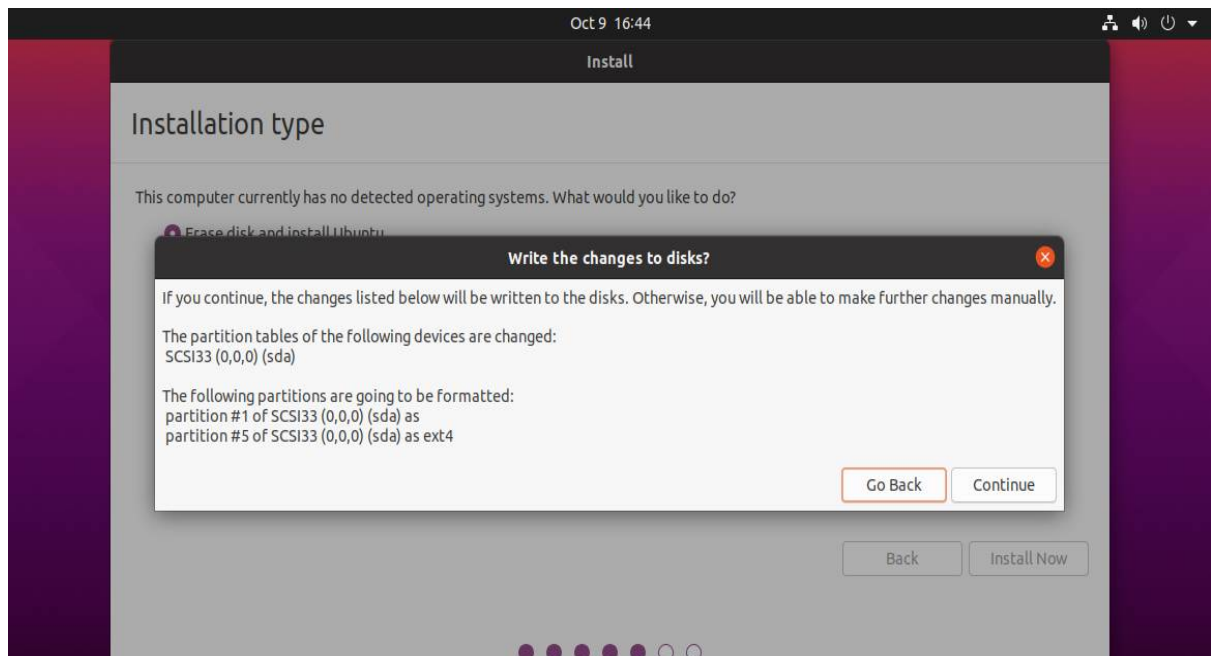 Oct 9 16:44
Install
Installation type
This computer currently has no detected operating systems. What would you like to do?
Erase disk and install Ubuntu
Write the changes to disks?
If you continue, the changes listed below will be written to the disks. Otherwise, you will be able to make further changes manually.
The partition tables of the following devices are changed:
SCSI33 (0,0,0) (sda)
The following partitions are going to be formatted:
partition #1 of SCSI33 (0,0,0) (sda) as
partition #5 of SCSI33 (0,0,0) (sda) as ext4
Go Back Continue
Back Install Now